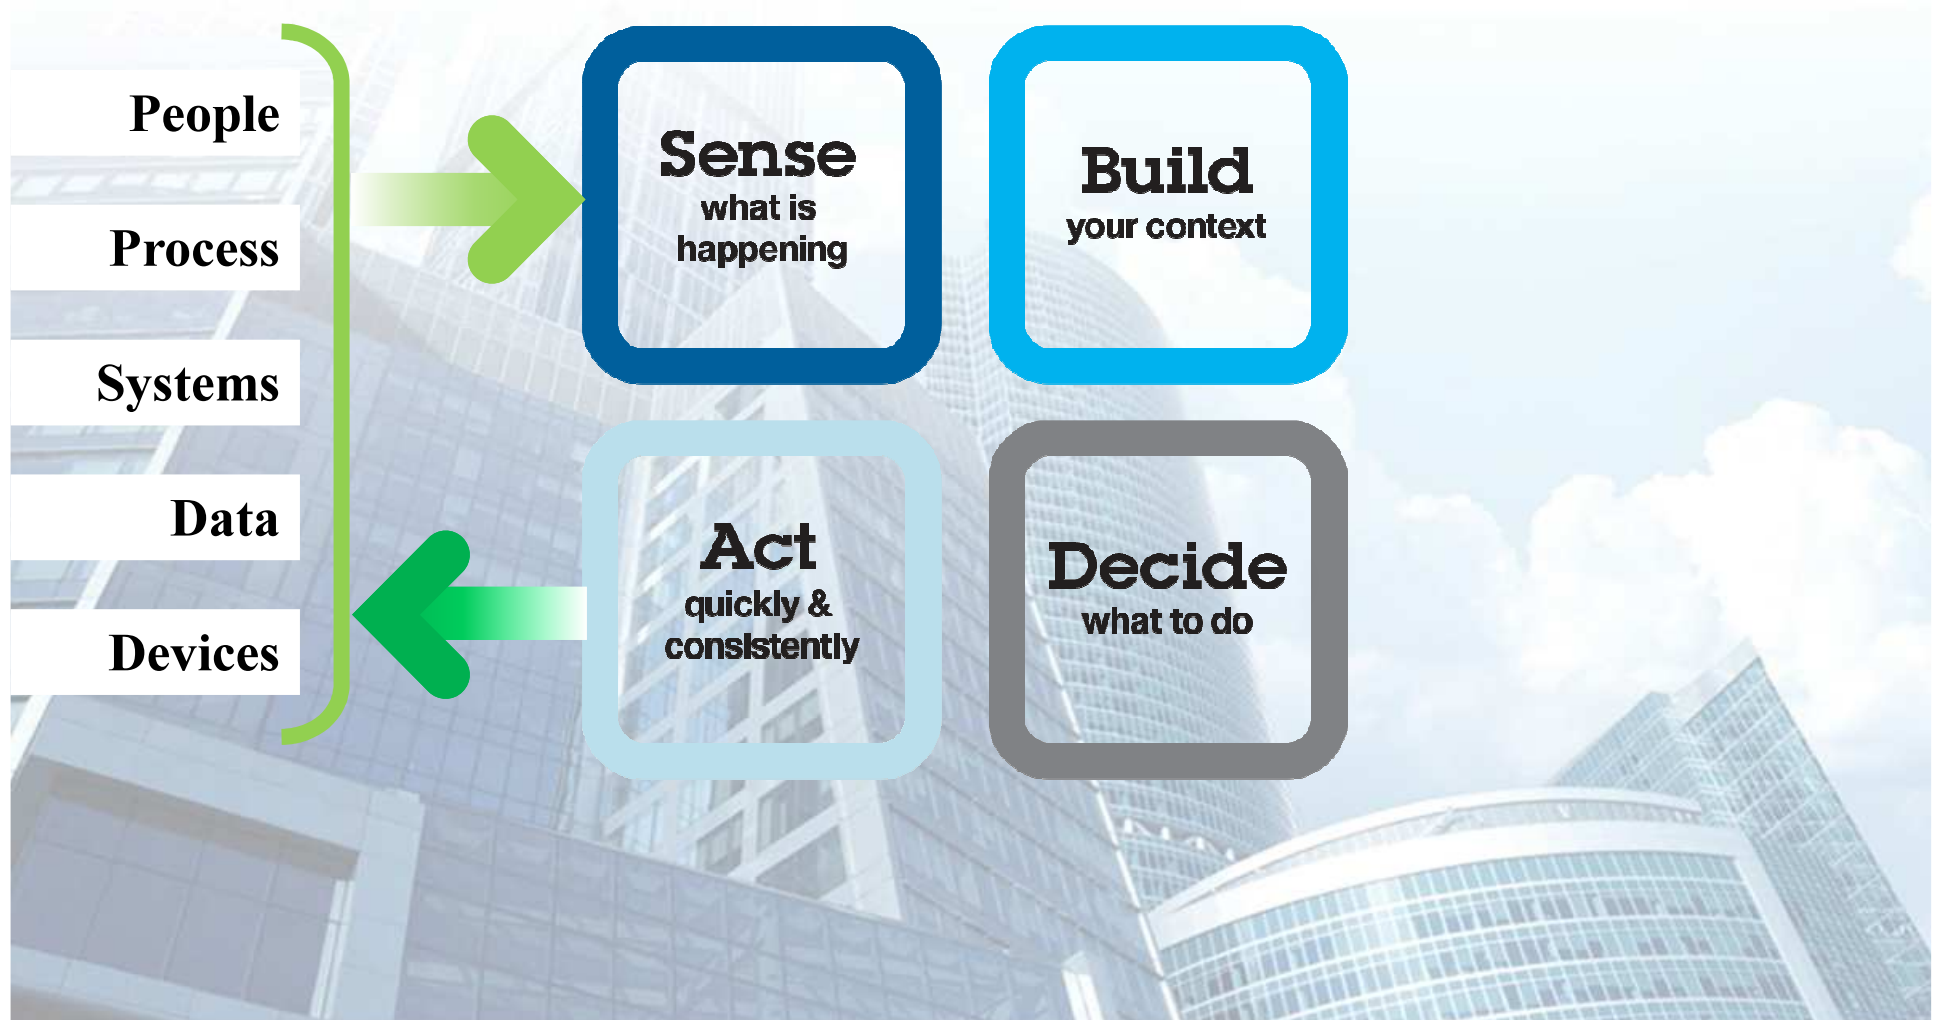 People
Process
Systems
Data
Devices
Sense
what is
happening
Build
your context
Act
quickly &
consistently
Decide
what to do